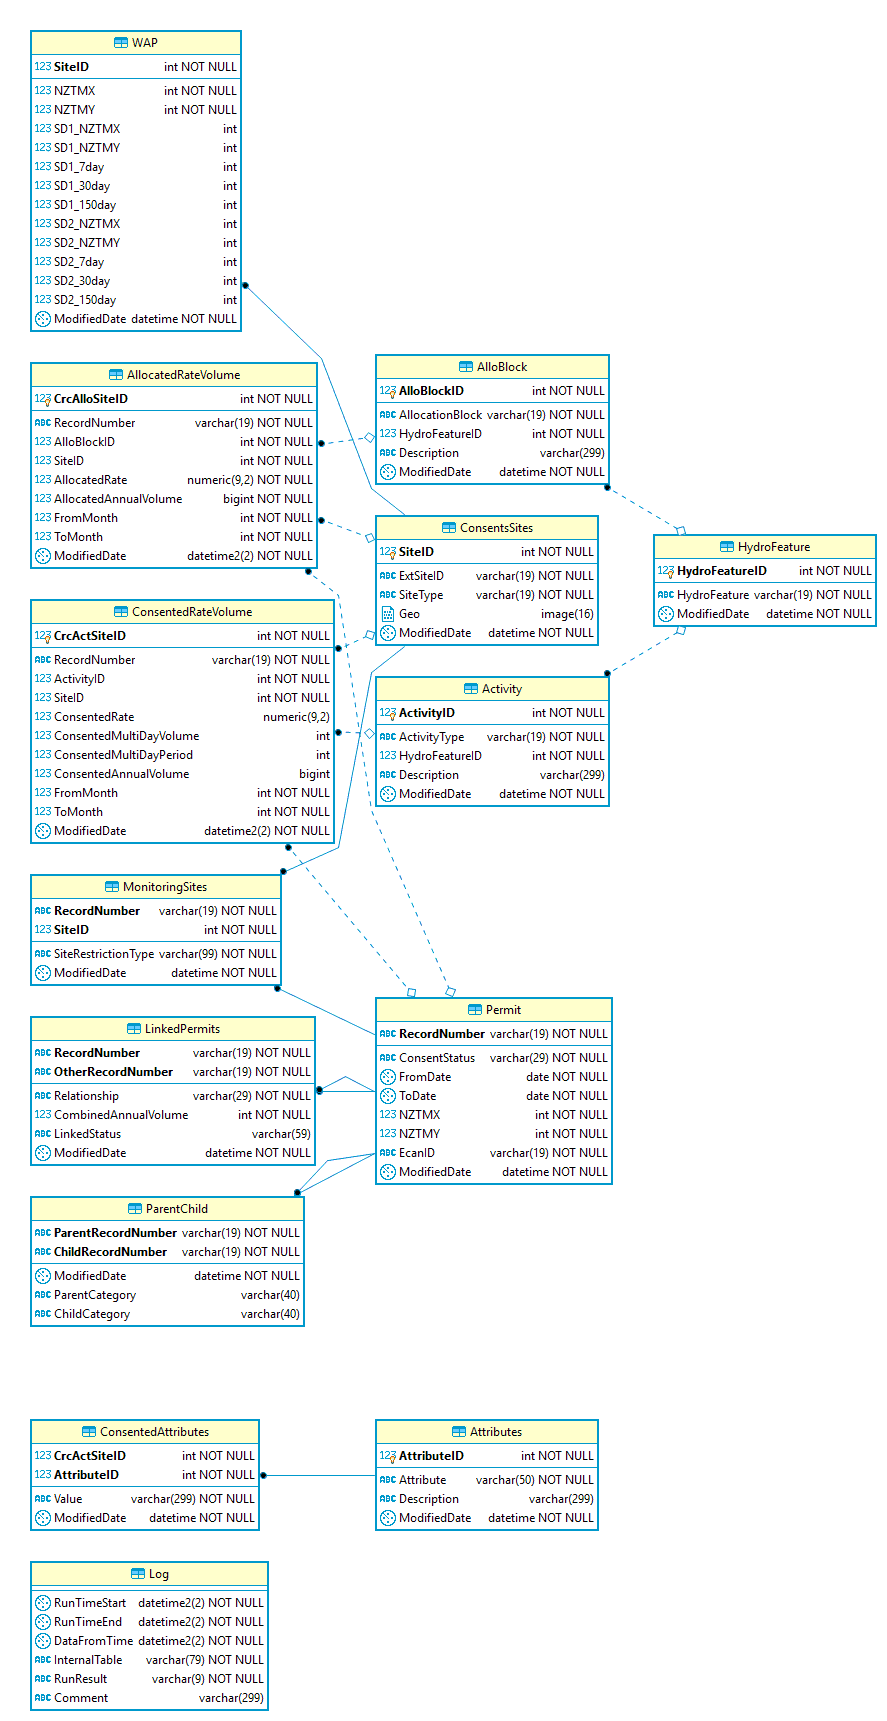 WAP
123 SiteID int NOT NULL
123 NZTMX int NOT NULL
123 NZTMY int NOT NULL
123 SD1_NZTMX int
123 SD1_NZTMY int
123 SD1_7day int
123 SD1_30day int
123 SD1_150day int
123 SD2_NZTMX int
123 SD2_NZTMY int
123 SD2_7day int
123 SD2_30day int
123 SD2_150day int
ModifiedDate datetime NOT NULL
AllocatedRateVolume
123 CrcAlloSiteID int NOT NULL
ABC RecordNumber varchar(19) NOT NULL
123 AlloBlockID int NOT NULL
123 SiteID int NOT NULL
123 AllocatedRate numeric(9,2) NOT NULL
123 AllocatedAnnualVolume bigint NOT NULL
123 FromMonth int NOT NULL
123 ToMonth int NOT NULL
ModifiedDate datetime2(2) NOT NULL
AlloBlock
123 AlloBlockID int NOT NULL
ABC AllocationBlock varchar(19) NOT NULL
123 HydroFeatureID int NOT NULL
ABC Description varchar(299)
ModifiedDate datetime NOT NULL
ConsentsSites
123 SiteID int NOT NULL
ABC ExtSiteID varchar(19) NOT NULL
ABC SiteType varchar(19) NOT NULL
Geo image(16)
ModifiedDate datetime NOT NULL
HydroFeature
123 HydroFeatureID int NOT NULL
ABC HydroFeature varchar(19) NOT NULL
ModifiedDate datetime NOT NULL
ConsentedRateVolume
123 CrcActSiteID int NOT NULL
ABC RecordNumber varchar(19) NOT NULL
123 ActivityID int NOT NULL
123 SiteID int NOT NULL
123 ConsentedRate numeric(9,2)
123 ConsentedMultiDayVolume int
123 ConsentedMultiDayPeriod int
123 ConsentedAnnualVolume bigint
123 FromMonth int NOT NULL
123 ToMonth int NOT NULL
ModifiedDate datetime2(2) NOT NULL
Activity
123 ActivityID int NOT NULL
ABC ActivityType varchar(19) NOT NULL
123 HydroFeatureID int NOT NULL
ABC Description varchar(299)
ModifiedDate datetime NOT NULL
MonitoringSites
ABC RecordNumber varchar(19) NOT NULL
123 SiteID int NOT NULL
ABC SiteRestrictionType varchar(99) NOT NULL
ModifiedDate datetime NOT NULL
Permit
ABC RecordNumber varchar(19) NOT NULL
ABC ConsentStatus varchar(29) NOT NULL
FromDate date NOT NULL
ToDate date NOT NULL
123 NZTMX int NOT NULL
123 NZTMY int NOT NULL
ABC EcanID varchar(19) NOT NULL
ModifiedDate datetime NOT NULL
LinkedPermits
ABC RecordNumber varchar(19) NOT NULL
ABC OtherRecordNumber varchar(19) NOT NULL
ABC Relationship varchar(29) NOT NULL
123 CombinedAnnualVolume int NOT NULL
ABC LinkedStatus varchar(59)
ModifiedDate datetime NOT NULL
ParentChild
ABC ParentRecordNumber varchar(19) NOT NULL
ABC ChildRecordNumber varchar(19) NOT NULL
ModifiedDate datetime NOT NULL
ABC ParentCategory varchar(40)
ABC ChildCategory varchar(40)
ConsentedAttributes
123 CrcActSiteID int NOT NULL
123 AttributeID int NOT NULL
ABC Value varchar(299) NOT NULL
ModifiedDate datetime NOT NULL
Attributes
123 AttributeID int NOT NULL
ABC Attribute varchar(50) NOT NULL
ABC Description varchar(299)
ModifiedDate datetime NOT NULL
Log
RunTimeStart datetime2(2) NOT NULL
RunTimeEnd datetime2(2) NOT NULL
DataFromTime datetime2(2) NOT NULL
ABC InternalTable varchar(79) NOT NULL
ABC RunResult varchar(9) NOT NULL
ABC Comment varchar(299)